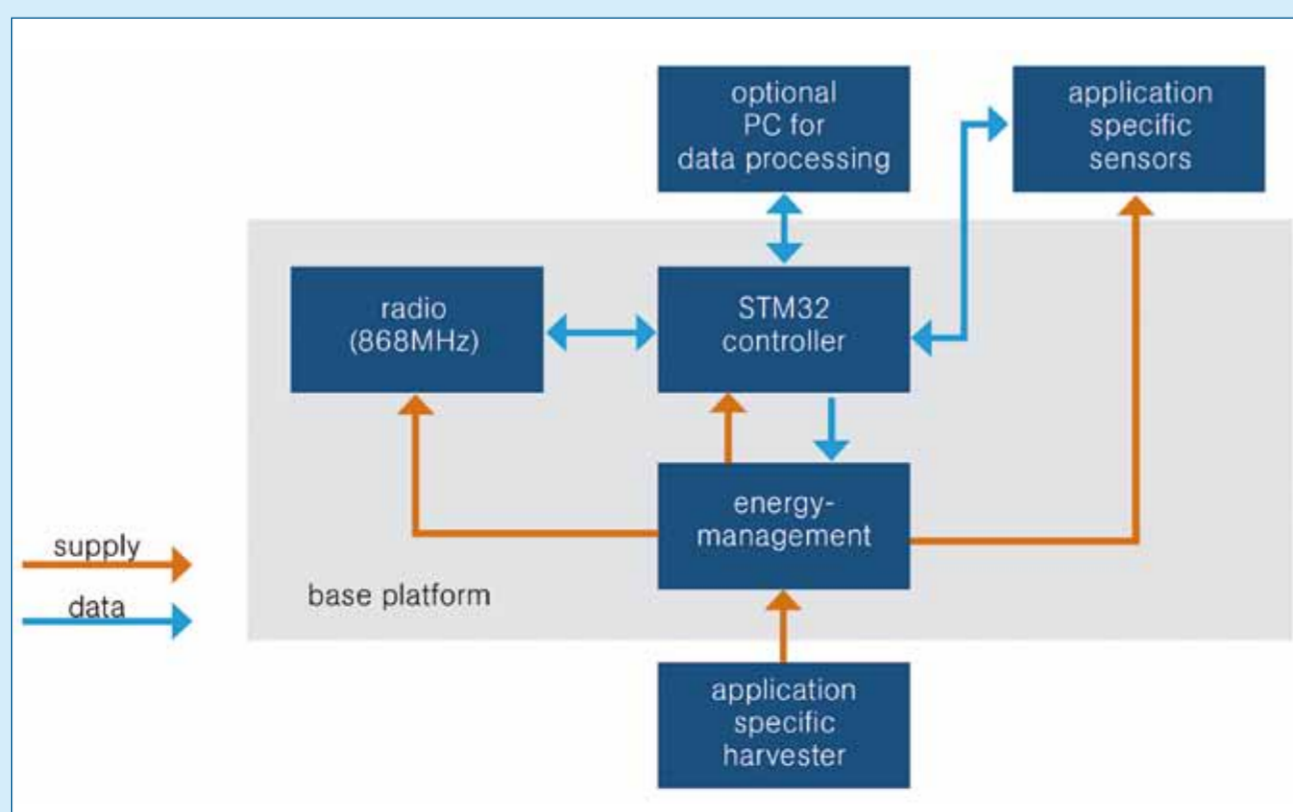 optional
PC for
data processing
application
specific
sensors
radio
(868MHz)
STM32
controller
energy-
management
supply
data
base platform
application
specific
harvester